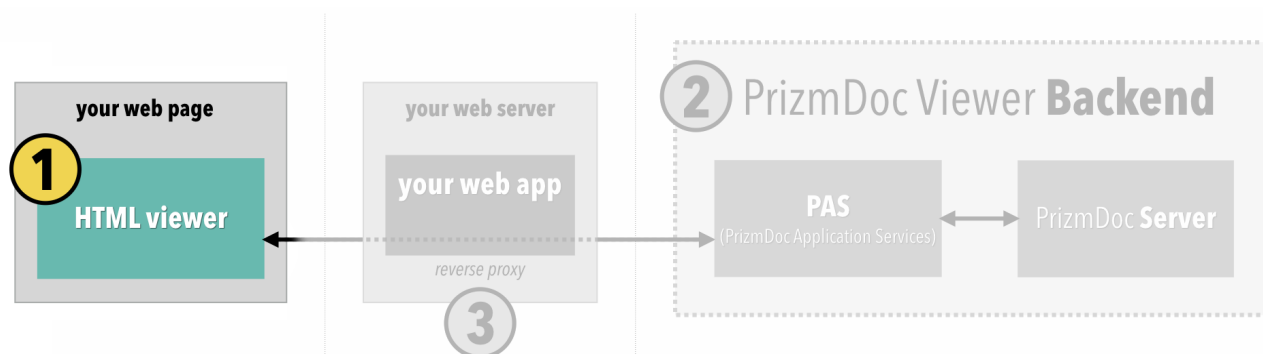 your web page
1
HTML viewer
your web server
your web app
reverse proxy
3
2
PrizmDoc Viewer Backend
PAS
(PrizmDoc Application Services)
PrizmDoc Server